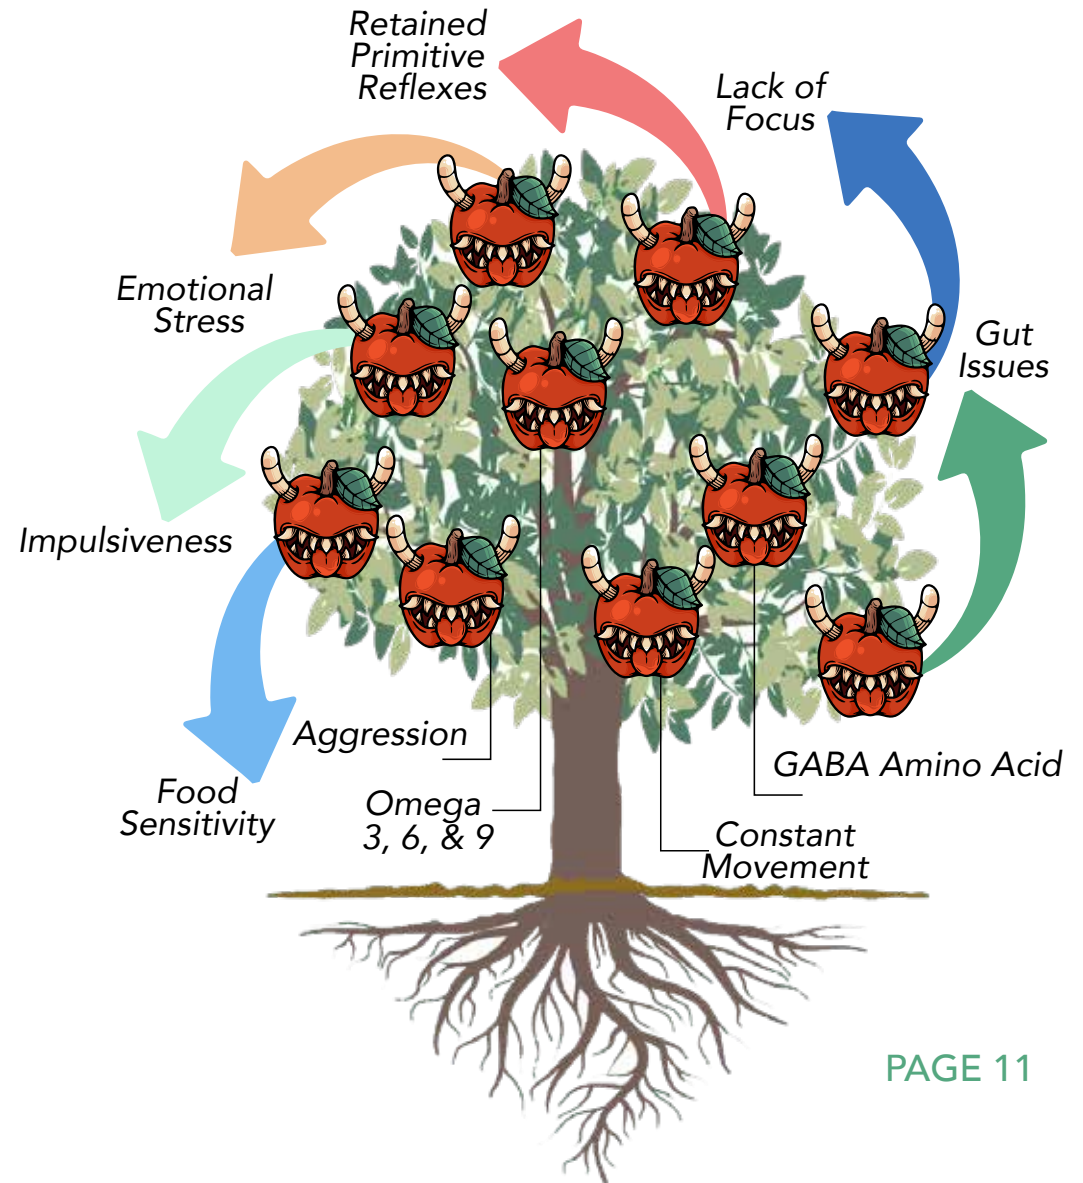 Retained
Primitive
Reflexes
Lack of
Focus
Emotional
Stress
Gut
Issues
Impulsiveness
Aggression
GABA Amino Acid
Food
Sensitivity
Omega
3, 6, & 9
Constant
Movement
PAGE 11